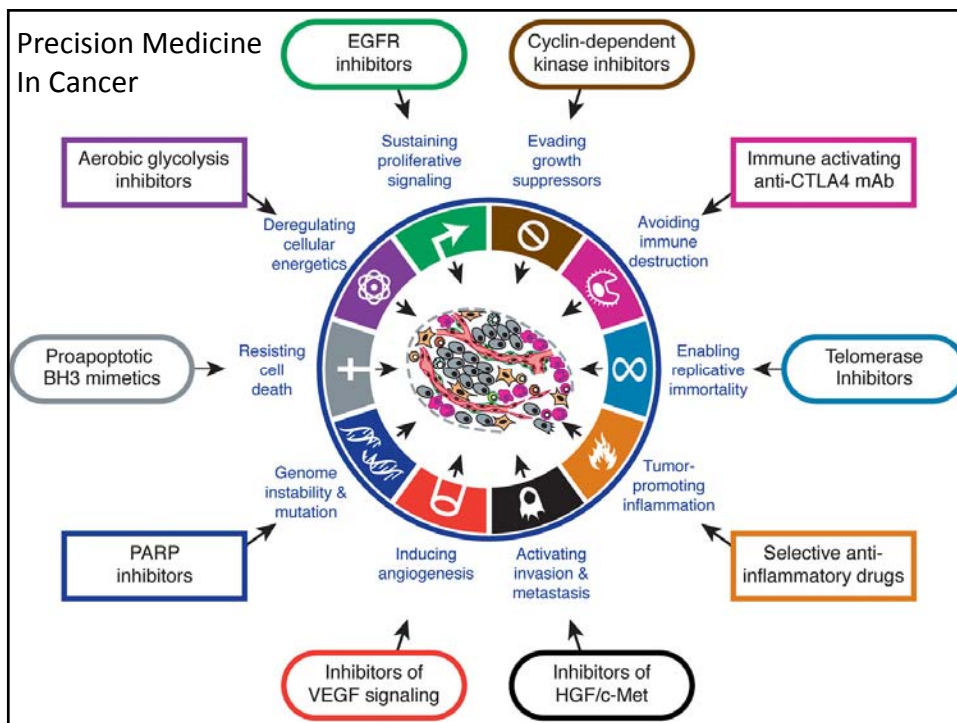 Precision Medicine
In Cancer
EGFR
inhibitors
Cyclin-dependent
kinase inhibitors
Sustaining
proliferative
signaling
Evading
growth
suppressors
Aerobic glycolysis
inhibitors
Immune activating
anti-CTLA4 mAb
Deregulating
cellular
energetics
Avoiding
immune
destruction
Proapoptotic
BH3 mimetics
Resisting
cell
death
Enabling
replicative
immortality
Telomerase
Inhibitors
Genome
instability &
mutation
Tumor-
promoting
inflammation
PARP
inhibitors
Inducing
angiogenesis
Activating
invasion &
metastasis
Selective anti-
inflammatory drugs
Inhibitors of
VEGF signaling
Inhibitors of
HGF/c-Met